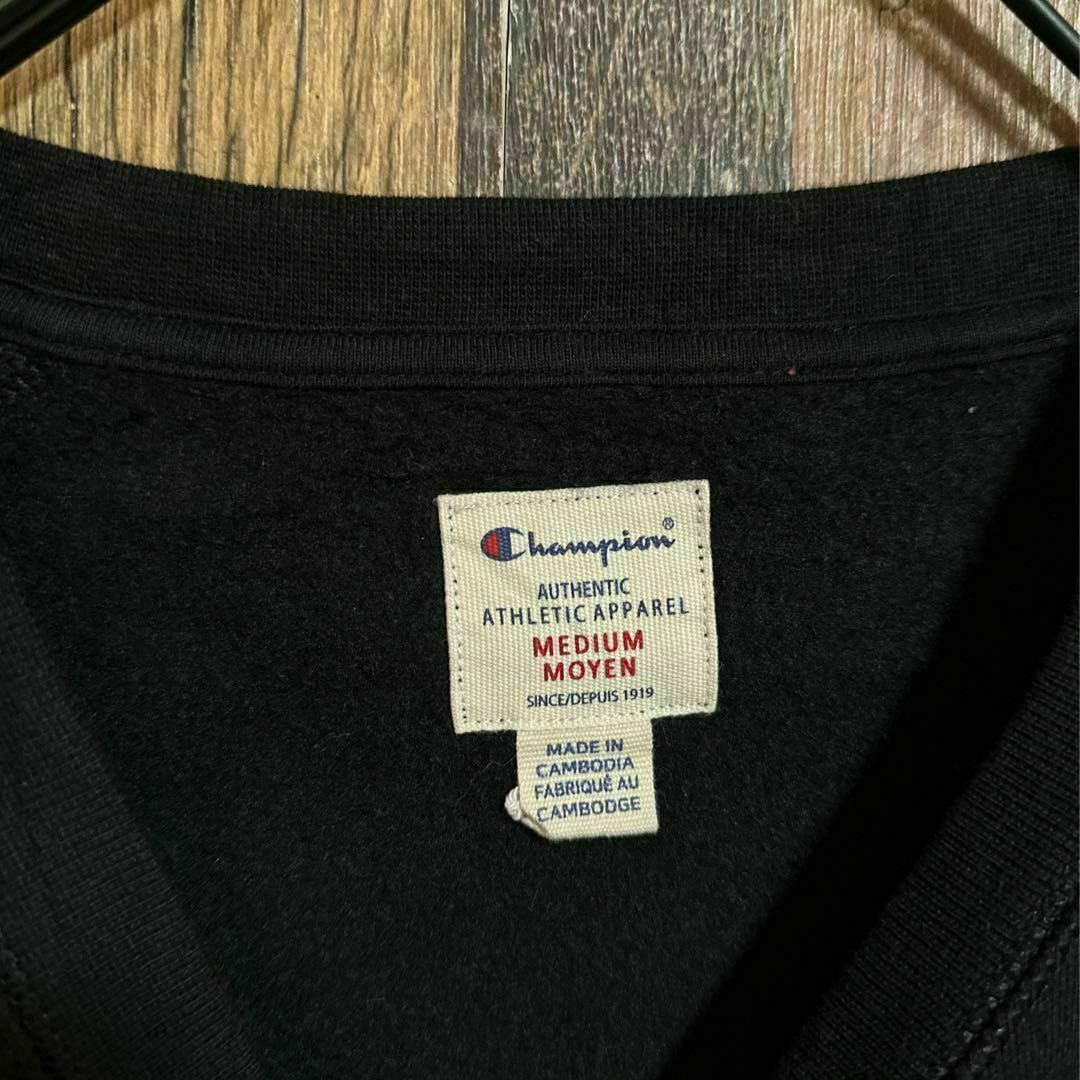 Champion®
AUTHENTIC
ATHLETIC APPAREL
MEDIUM
MOYEN
SINCE/DEPUIS 1919
MADE IN
CAMBODIA
FABRIQUÉ AU
CAMBODGE